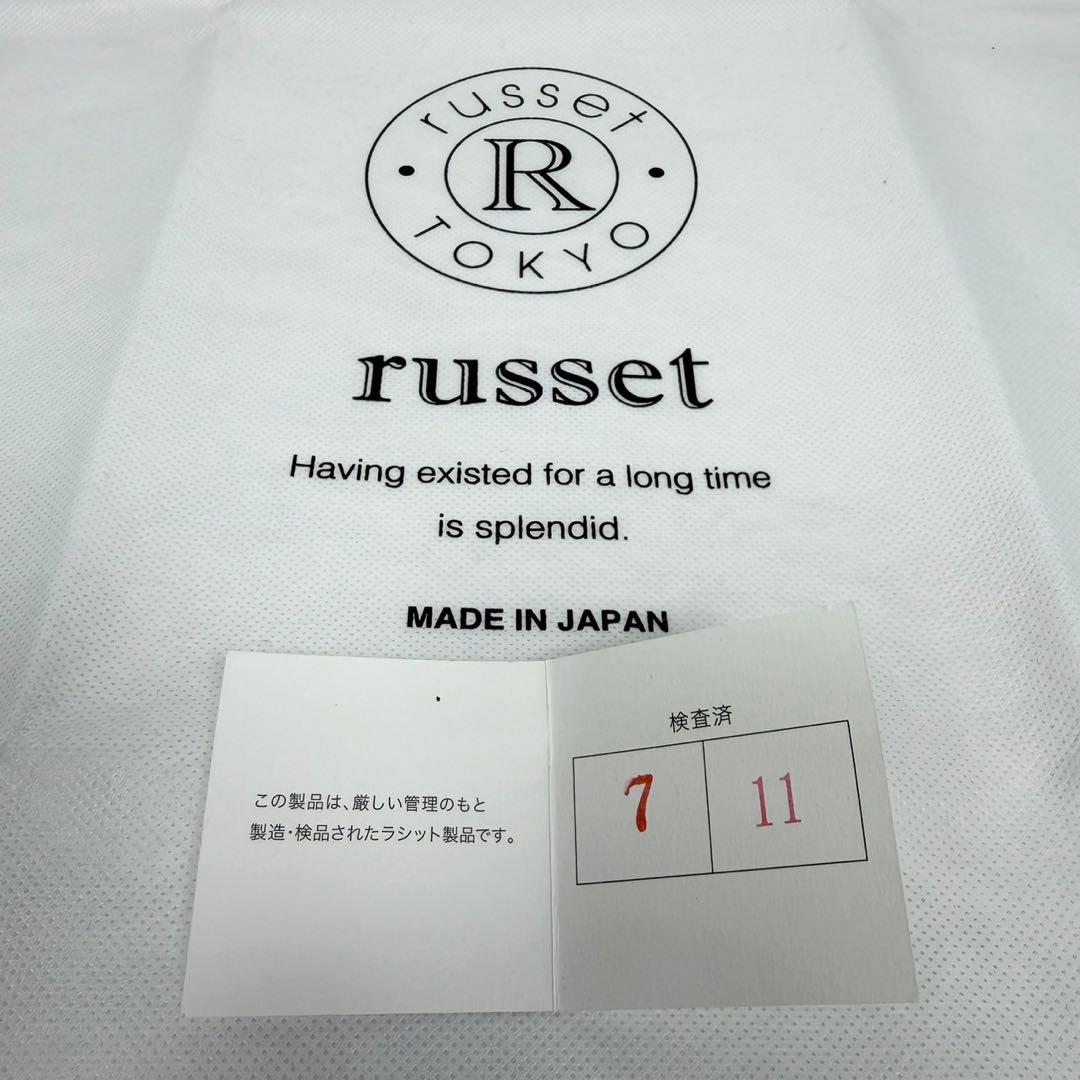 russet
R
TOKYO
russet
Having existed for a long time
is splendid.
MADE IN JAPAN
検査済
7 11
この製品は、厳しい管理のもと
製造・検品されたラシット製品です。